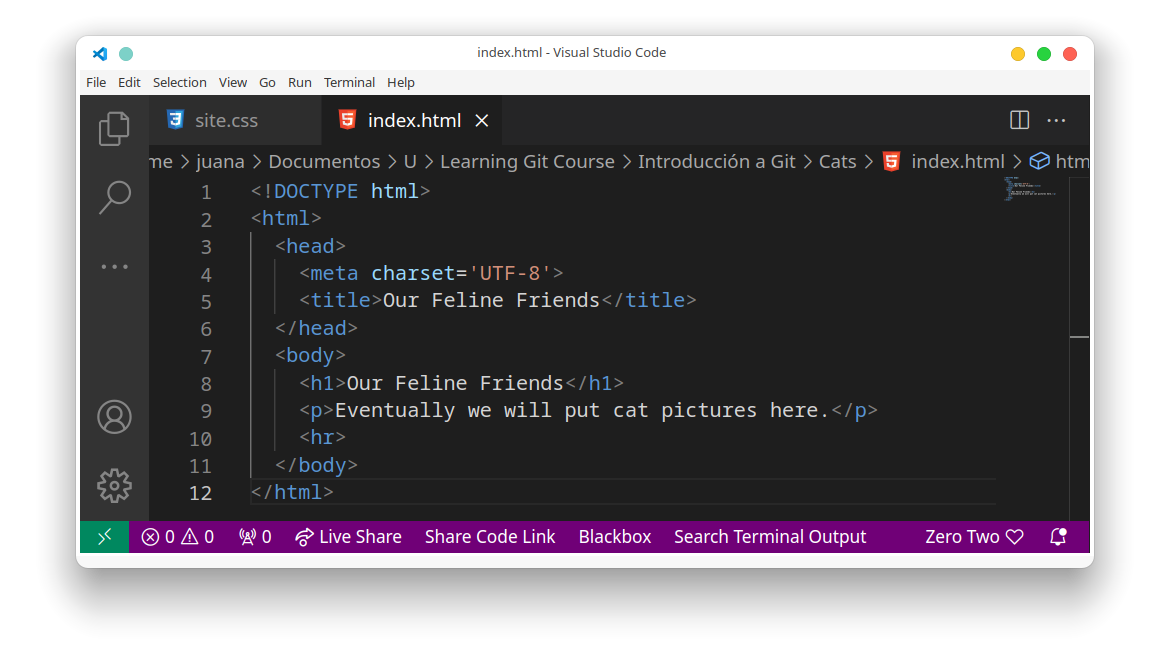 index.html - Visual Studio Code
File Edit Selection View Go Run Terminal Help
site.css index.html
me > juana > Documentos > U > Learning Git Course > Introducción a Git > Cats > index.html > htm
1 <!DOCTYPE html>
2 <html>
3 <head>
4 <meta charset='UTF-8'>
5 <title>Our Feline Friends</title>
6 </head>
7 <body>
8 <h1>Our Feline Friends</h1>
9 <p>Eventually we will put cat pictures here.</p>
10 <hr>
11 </body>
12 </html>
0 0 0 Live Share Share Code Link Blackbox Search Terminal Output Zero Two